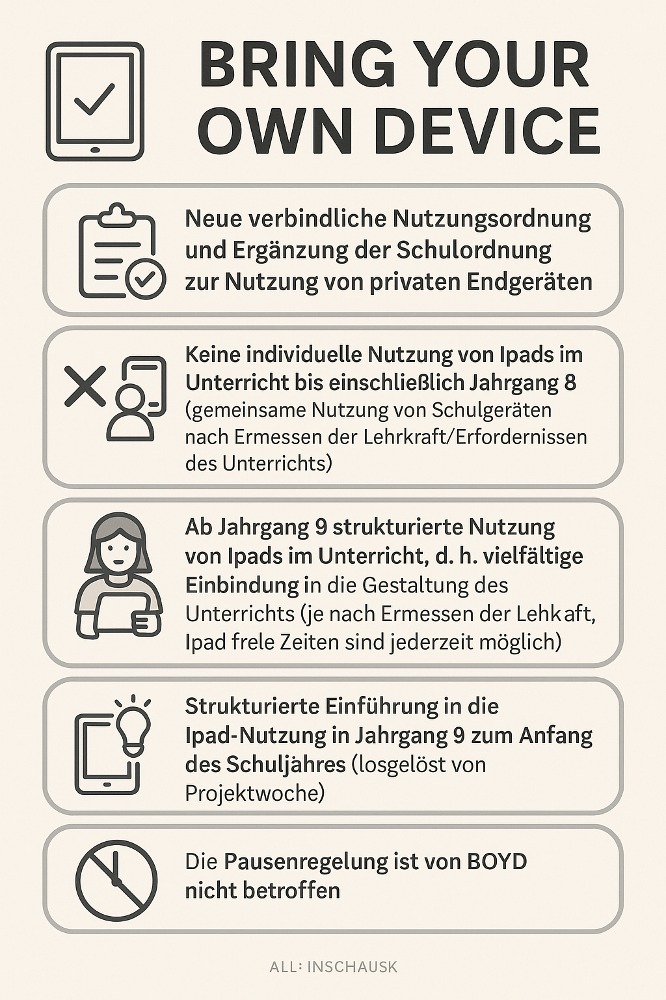 BRING YOUR
OWN DEVICE
Neue verbindliche Nutzungsordnung
und Ergänzung der Schulordnung
zur Nutzung von privaten Endgeräten
Keine individuelle Nutzung von Ipads im
Unterricht bis einschließlich Jahrgang 8
(gemeinsame Nutzung von Schulgeräten
nach Ermessen der Lehrkraft/Erfordernissen
des Unterrichts)
Ab Jahrgang 9 strukturierte Nutzung
von Ipads im Unterricht, d. h. vielfältige
Einbindung in die Gestaltung des
Unterrichts (je nach Ermessen der Lehkaft,
Ipad frele Zeiten sind jederzeit möglich)
Strukturierte Einführung in die
Ipad-Nutzung in Jahrgang 9 zum Anfang
des Schuljahres (losgelöst von
Projektwoche)
Die Pausenregelung ist von BOYD
nicht betroffen
ALL: INSCHAUSK